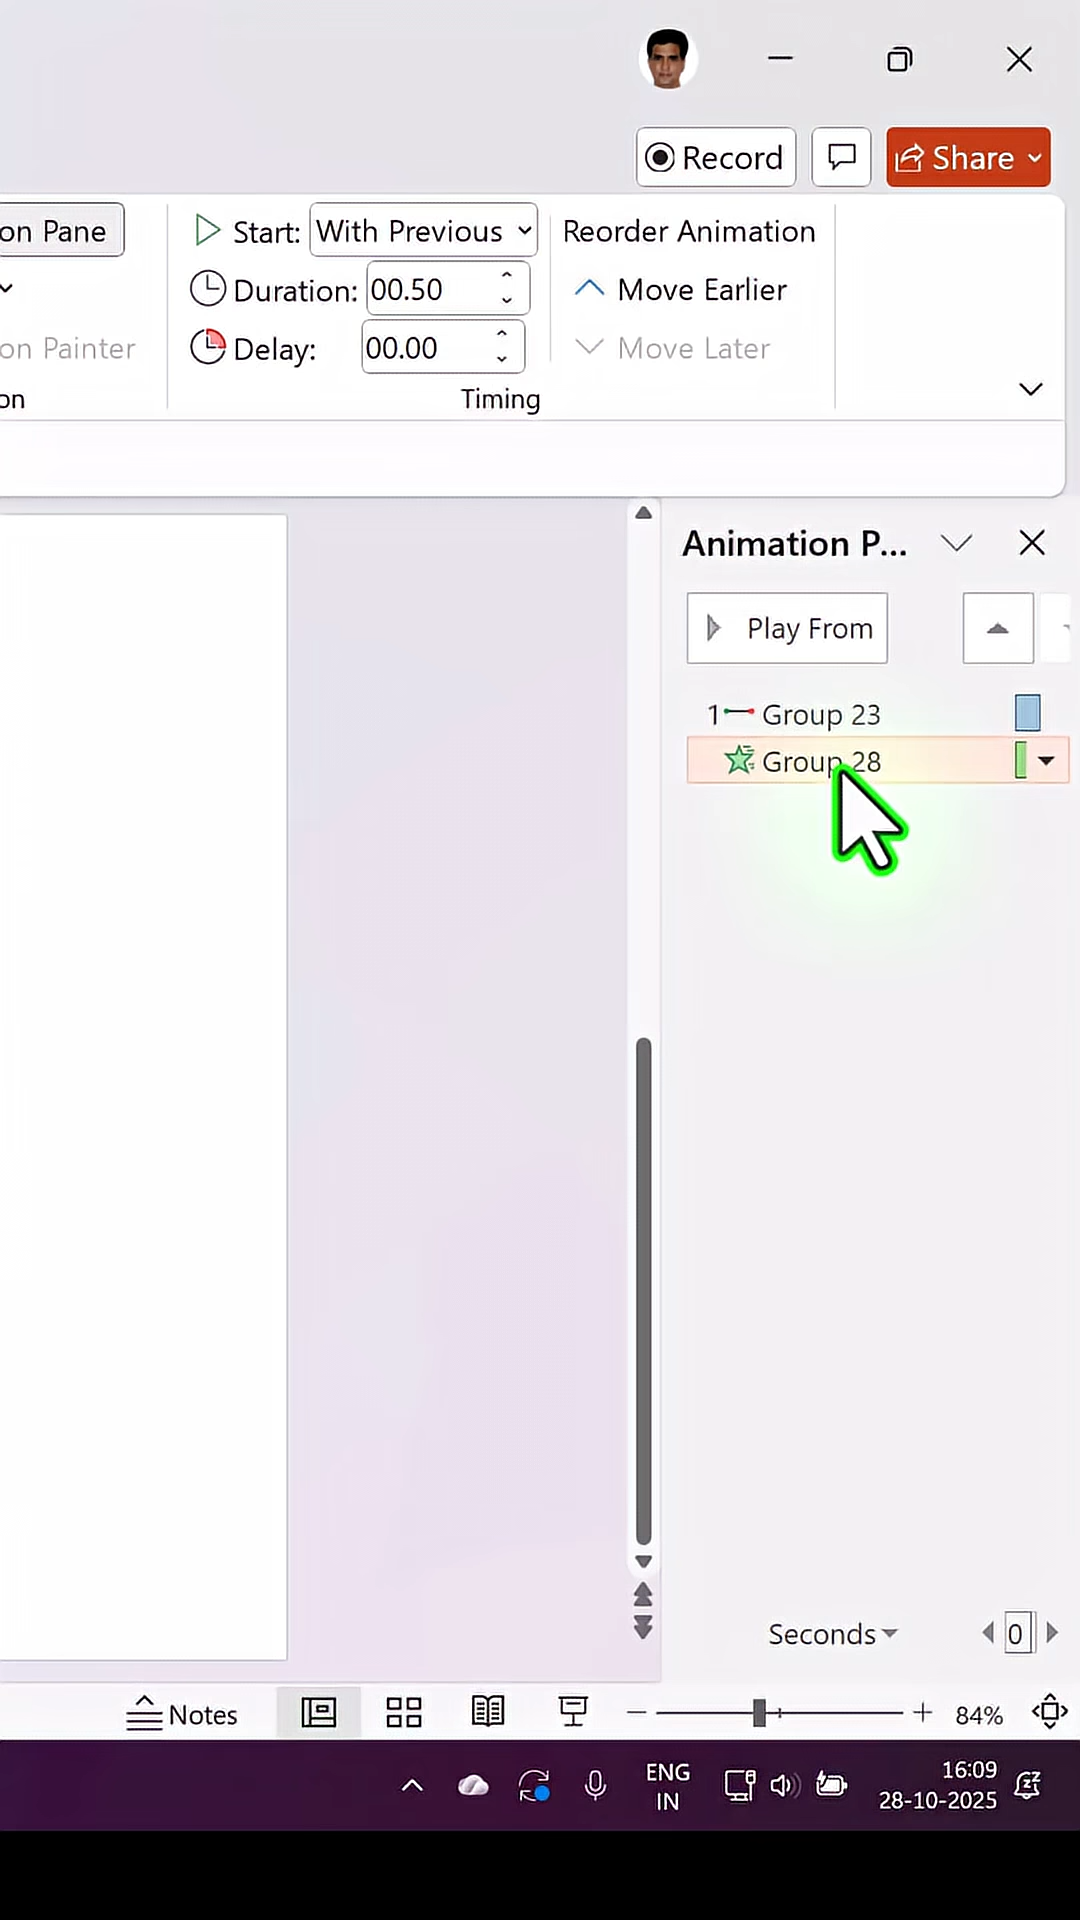 Record
Share
on Pane
Start: With Previous
Reorder Animation
Duration: 00.50
Move Earlier
on Painter
Delay: 00.00
Move Later
on
Timing
Animation P...
Play From
1 Group 23
Group 28
Seconds
0
Notes
84%
ENG
IN
16:09
28-10-2025